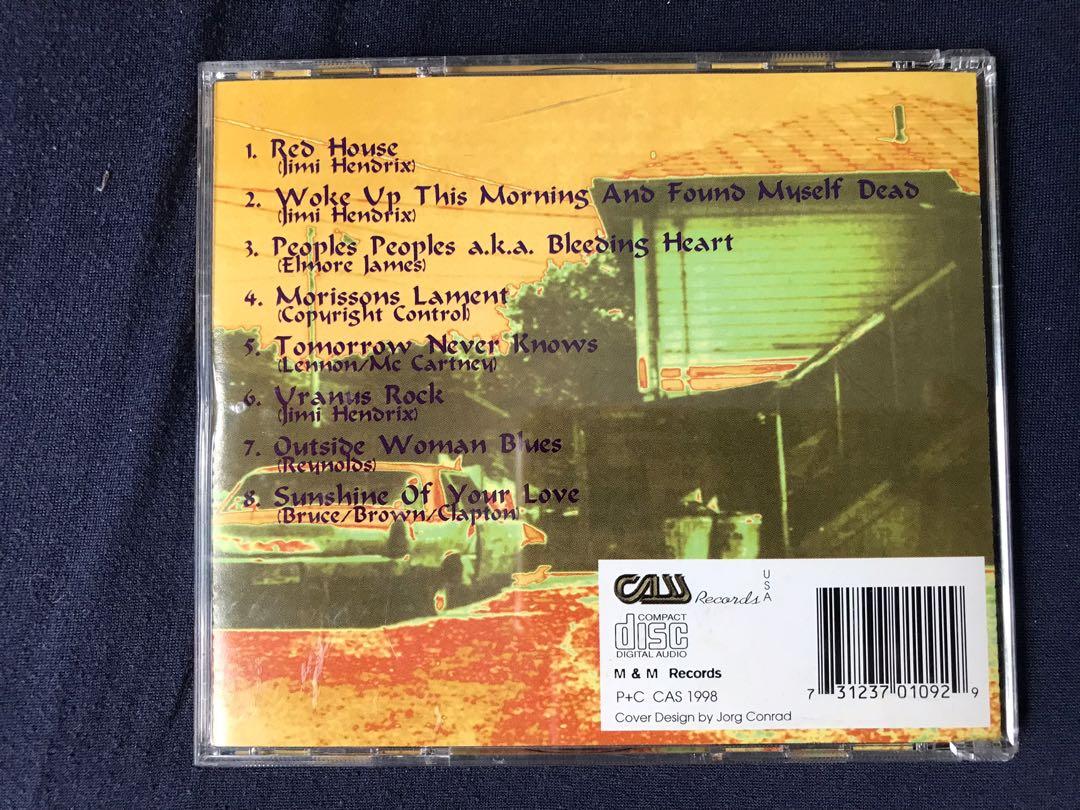 1. Red House
(Jimi Hendrix)
2. Woke Up This Morning And Found Myself Dead
(Jimi Hendrix)
3. Peoples Peoples a.k.a. Bleeding Heart
(Elmore James)
4. Morissons Lament
(Copyright Control)
5. Tomorrow Never Knows
(Lennon/Mc Cartney)
6. Uranus Rock
(Jimi Hendrix)
7. Outside Woman Blues
(Reynolds)
8. Sunshine Of Your Love
(Bruce/Brown/Clapton)
CASS Records USA
COMPACT
disc
DIGITAL AUDIO
M & M Records
P+C CAS 1998
Cover Design by Jorg Conrad
7 31237 01092 9